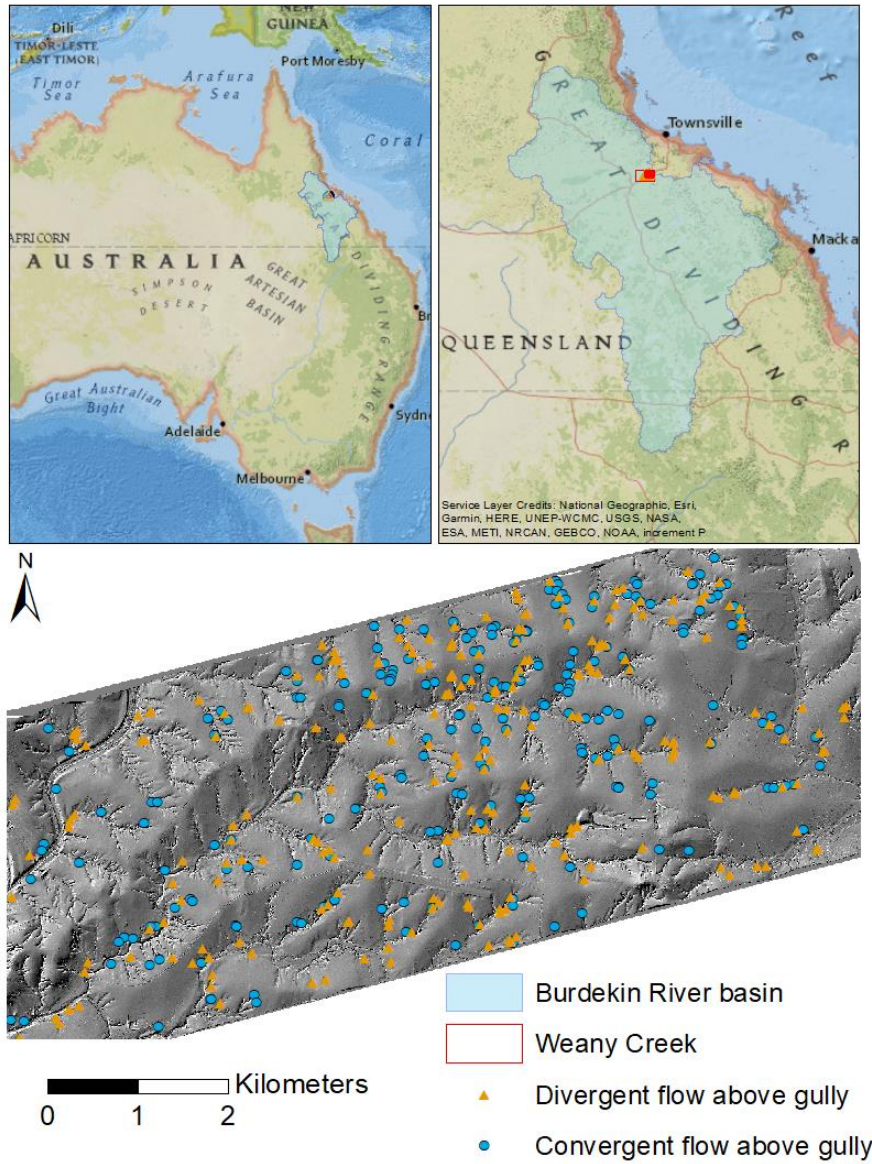 NEW
GUINEA
Dili
TIMOR-LESTE
(EAST TIMOR)
Port Moresby
Timor
Sea
Arafura
Sea
Coral
APRICORN
AUSTRALIA
SIMPSON
DESERT
GREAT
ARTESIAN
BASIN
GREAT DIVIDING RANGE
Br
Great Australian
Bight
Sydne
Adelaide
Melbourne
Reef
GREAT DIVIDING R
Townsville
Macka
QUEENSLAND
Service Layer Credits: National Geographic, Esri,
Garmin, HERE, UNEP-WCMC, USGS, NASA,
ESA, METI, NRCAN, GEBCO, NOAA, increment P
N
Burdekin River basin
Weany Creek
Kilometers
0 1 2
Divergent flow above gully
Convergent flow above gully